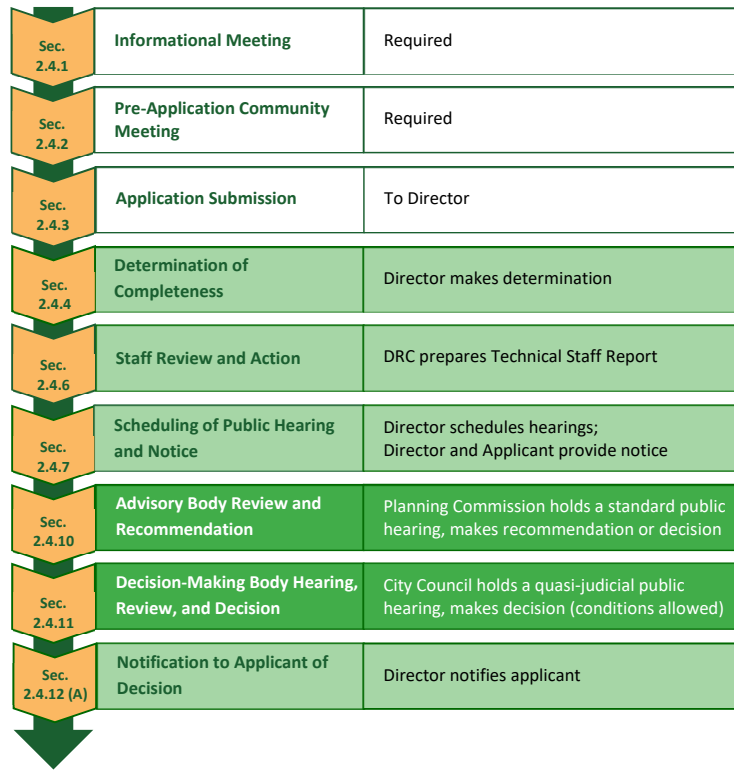 Sec.
2.4.1
Informational Meeting
Required
Sec.
2.4.2
Pre-Application Community
Meeting
Required
Sec.
2.4.3
Application Submission
To Director
Sec.
2.4.4
Determination of
Completeness
Director makes determination
Sec.
2.4.6
Staff Review and Action
DRC prepares Technical Staff Report
Sec.
2.4.7
Scheduling of Public Hearing
and Notice
Director schedules hearings;
Director and Applicant provide notice
Sec.
2.4.10
Advisory Body Review and
Recommendation
Planning Commission holds a standard public
hearing, makes recommendation or decision
Sec.
2.4.11
Decision-Making Body Hearing,
Review, and Decision
City Council holds a quasi-judicial public
hearing, makes decision (conditions allowed)
Sec.
2.4.12 (A)
Notification to Applicant of
Decision
Director notifies applicant